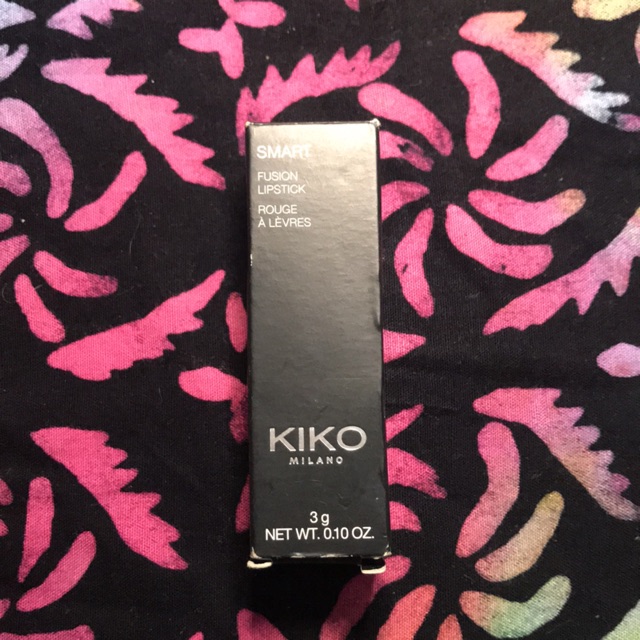 SMART
FUSION
LIPSTICK
ROUGE
À LÈVRES
KIKO
MILANO
3 g
NET WT. 0.10 OZ.